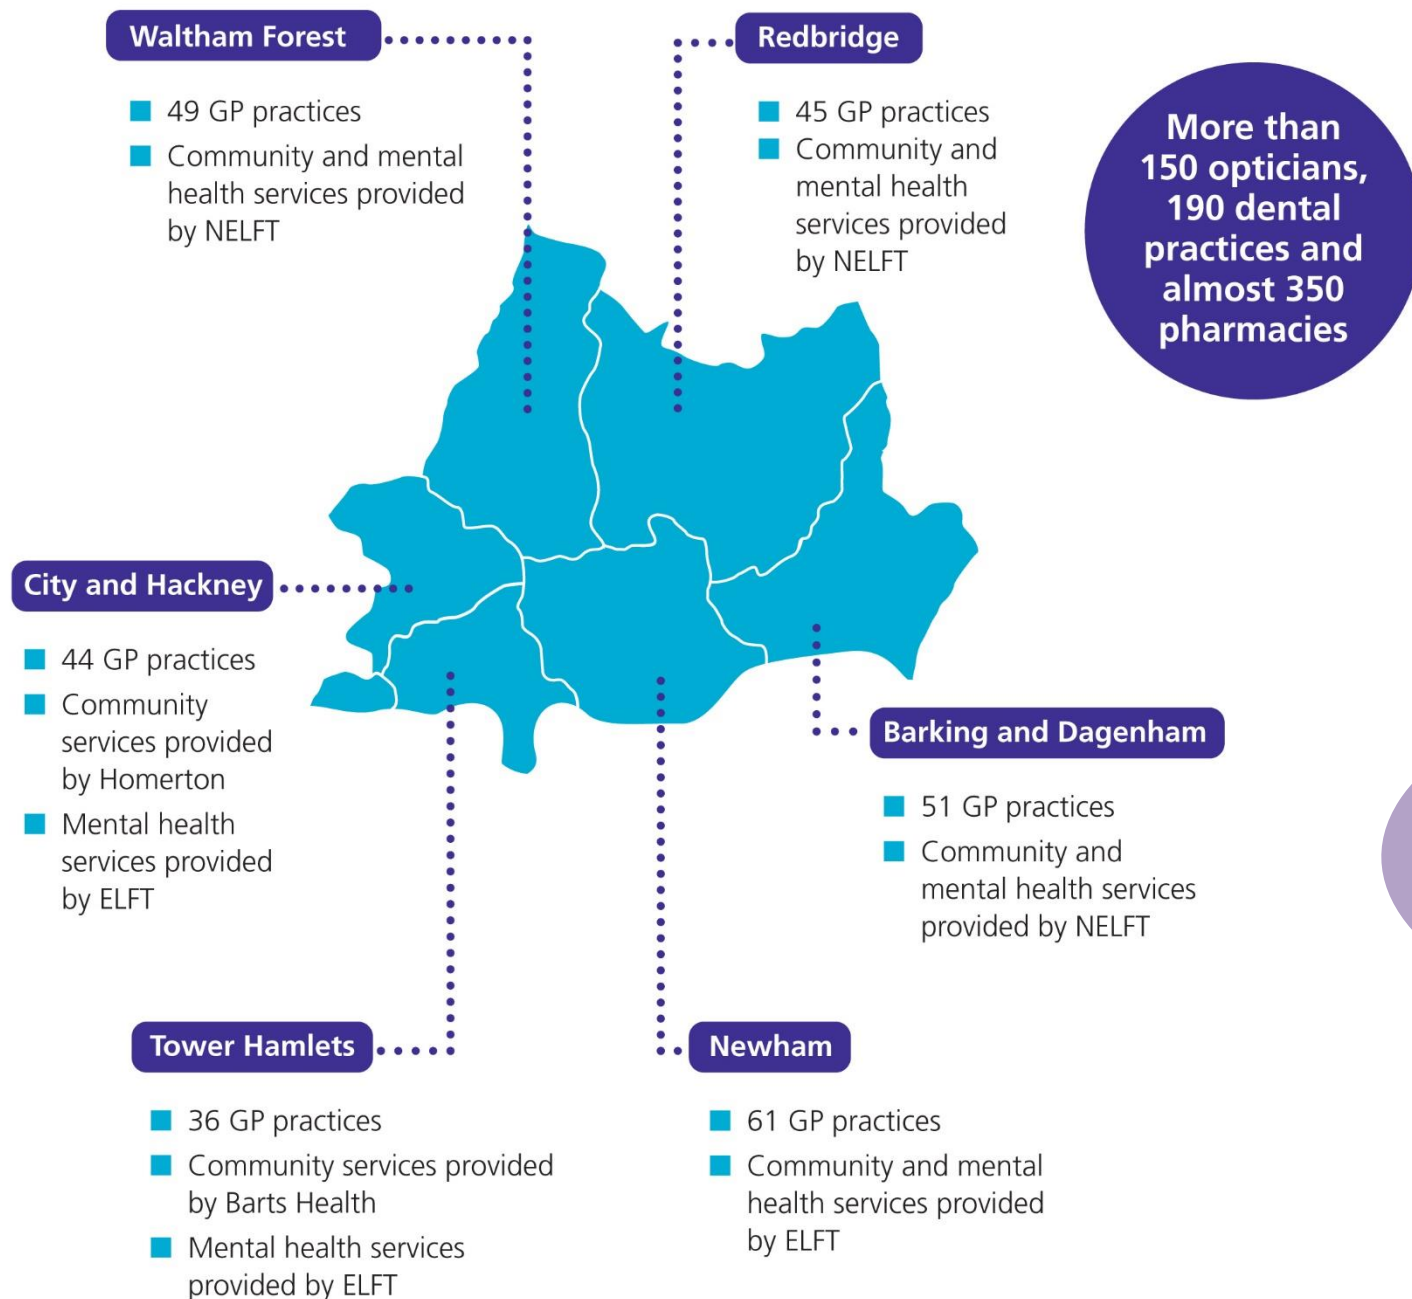 Waltham Forest
49 GP practices
Community and mental
health services provided
by NELFT
Redbridge
45 GP practices
Community and
mental health
services provided
by NELFT
More than
150 opticians,
190 dental
practices and
almost 350
pharmacies
City and Hackney
44 GP practices
Community
services provided
by Homerton
Mental health
services provided
by ELFT
Barking and Dagenham
51 GP practices
Community and
mental health services
provided by NELFT
Tower Hamlets
36 GP practices
Community services provided
by Barts Health
Mental health services
provided by ELFT
Newham
61 GP practices
Community and mental
health services provided
by ELFT